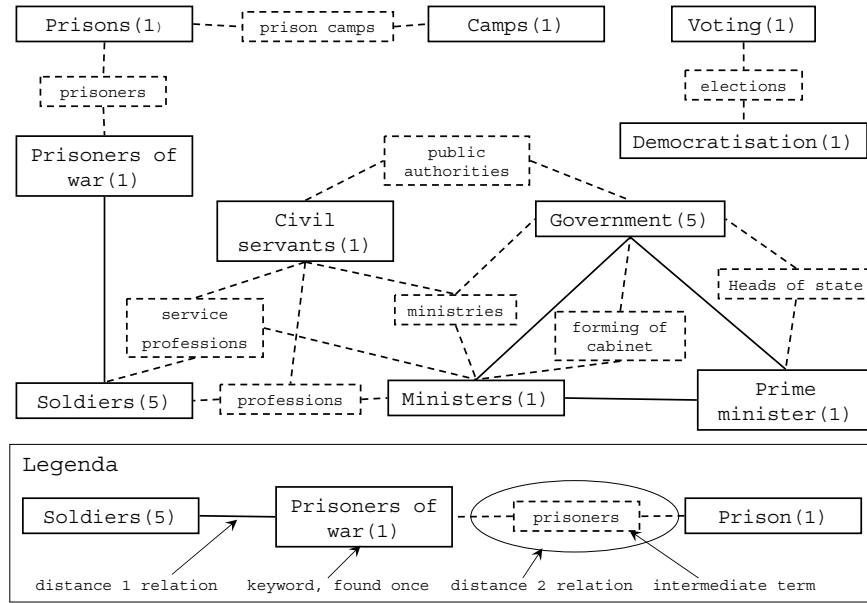 Prisons(1)
prison camps
Camps(1)
Voting(1)
prisoners
elections
Prisoners of
war(1)
public
authorities
Democratisation(1)
Civil
servants(1)
Government(5)
service
professions
ministries
forming of
cabinet
Heads of state
Soldiers(5)
professions
Ministers(1)
Prime
minister(1)
Legenda
Soldiers(5)
Prisoners of
war(1)
prisoners
Prison(1)
distance 1 relation
keyword, found once
distance 2 relation
intermediate term